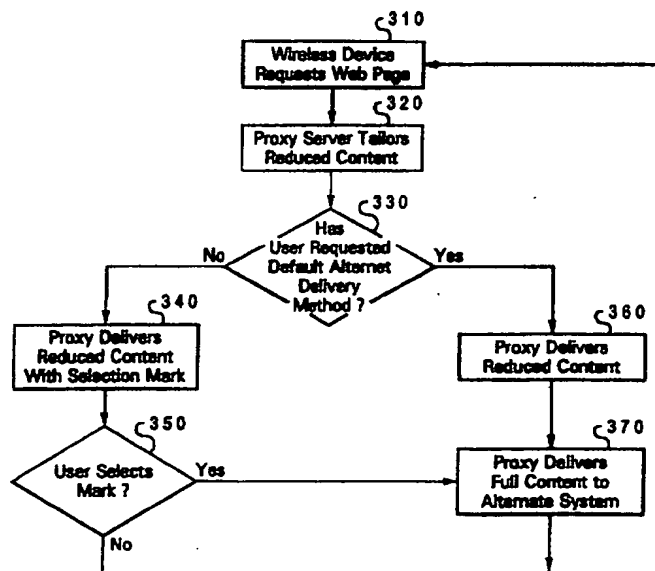 310
Wireless Device
Requests Web Page
320
Proxy Server Tailors
Reduced Content
330
Has
User Requested
Default Alternet
Delivery
Method ?
No
Yes
340
Proxy Delivers
Reduced Content
With Selection Mark
360
Proxy Delivers
Reduced Content
350
User Selects
Mark ?
Yes
No
370
Proxy Delivers
Full Content to
Alternate System